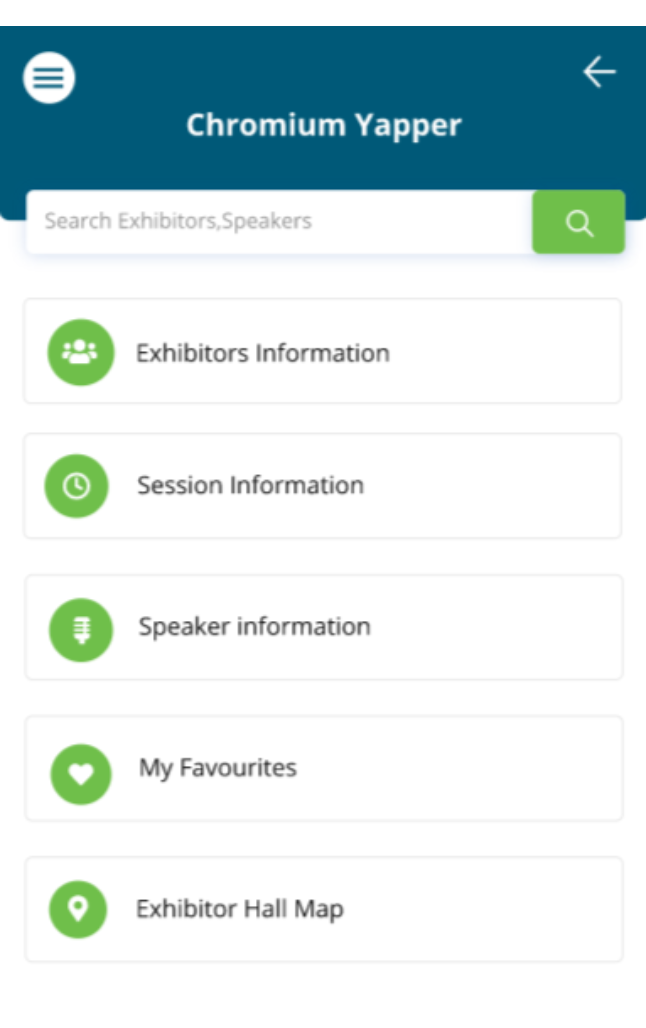 Chromium Yapper
Search Exhibitors,Speakers
Exhibitors Information
Session Information
Speaker information
My Favourites
Exhibitor Hall Map